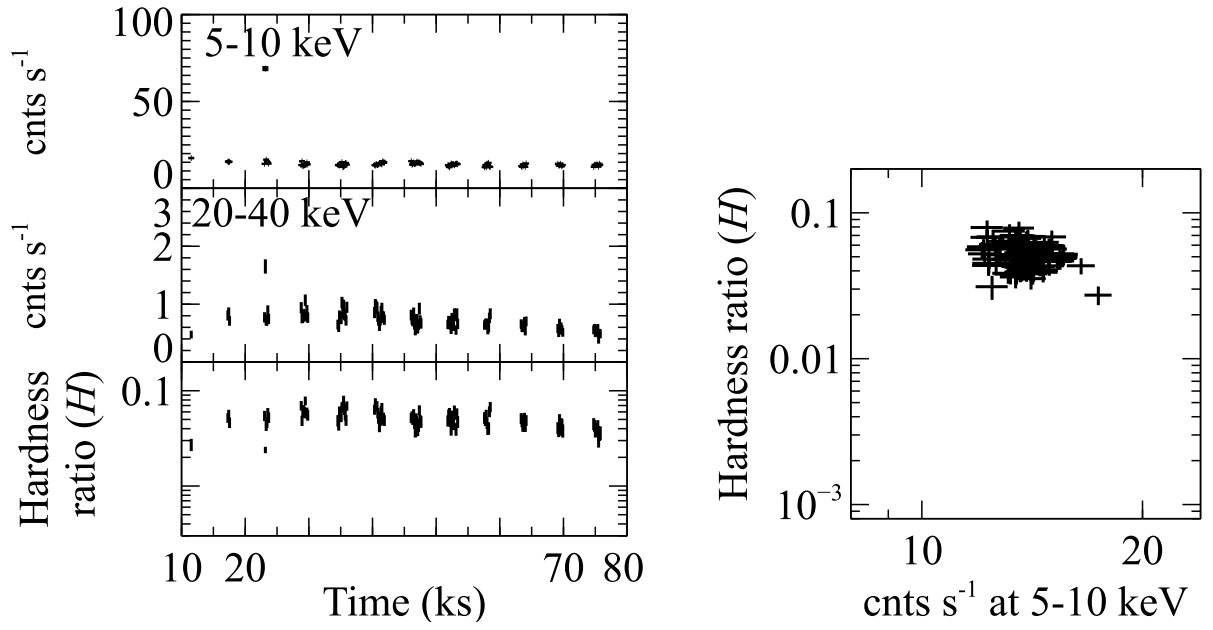 100
5-10 keV
cnts s⁻¹
50
0
20-40 keV
3
cnts s⁻¹
2
1
0
Hardness
ratio (H)
0.1
10 20 70 80
Time (ks)
Hardness ratio (H)
0.1
0.01
10⁻³
10 20
cnts s⁻¹ at 5-10 keV